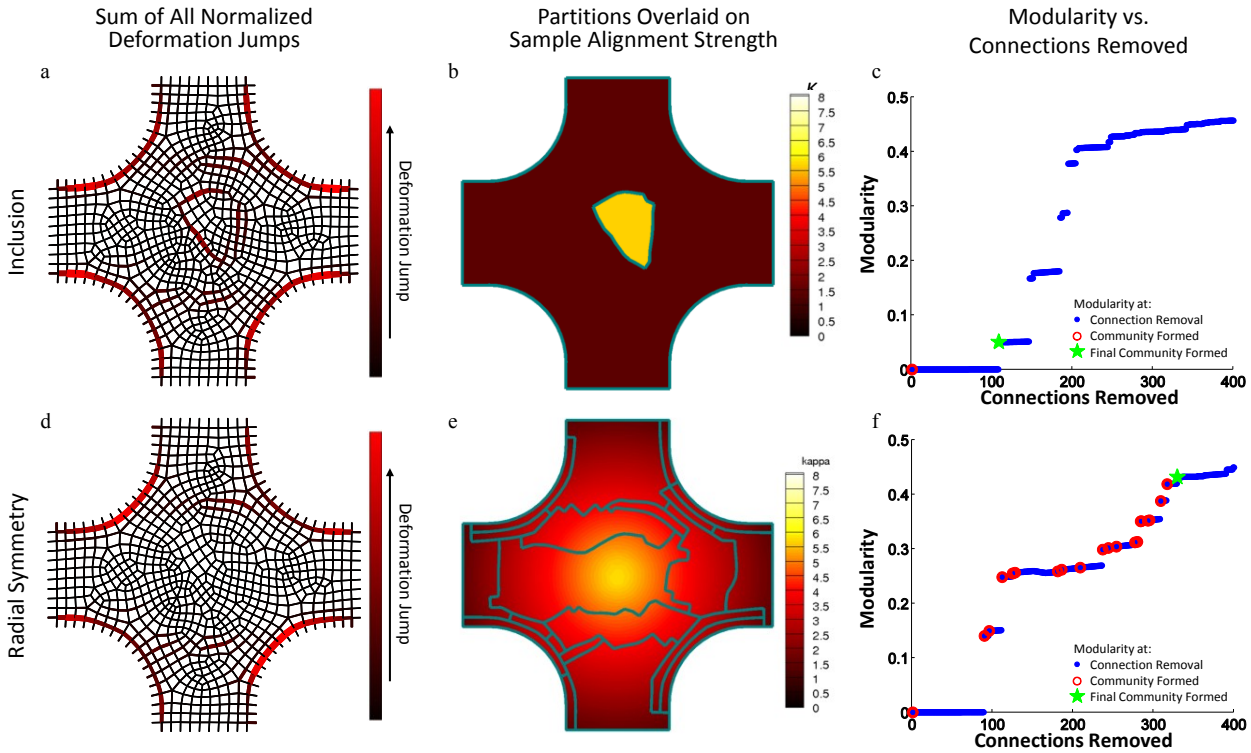 Sum of All Normalized
Deformation Jumps
Partitions Overlaid on
Sample Alignment Strength
Modularity vs.
Connections Removed
Inclusion
a
Deformation Jump
b
K
8
7.5
7
6.5
6
5.5
5
4.5
4
3.5
3
2.5
2
1.5
1
0.5
0
c
Modularity
0.5
0.4
0.3
0.2
0.1
0
100
200
300
400
Connections Removed
Modularity at:
Connection Removal
Community Formed
Final Community Formed
Radial Symmetry
d
Deformation Jump
e
kappa
8
7.5
7
6.5
6
5.5
5
4.5
4
3.5
3
2.5
2
1.5
1
0.5
0
f
Modularity
0.5
0.4
0.3
0.2
0.1
0
0
100
200
300
400
Connections Removed
Modularity at:
Connection Removal
Community Formed
Final Community Formed